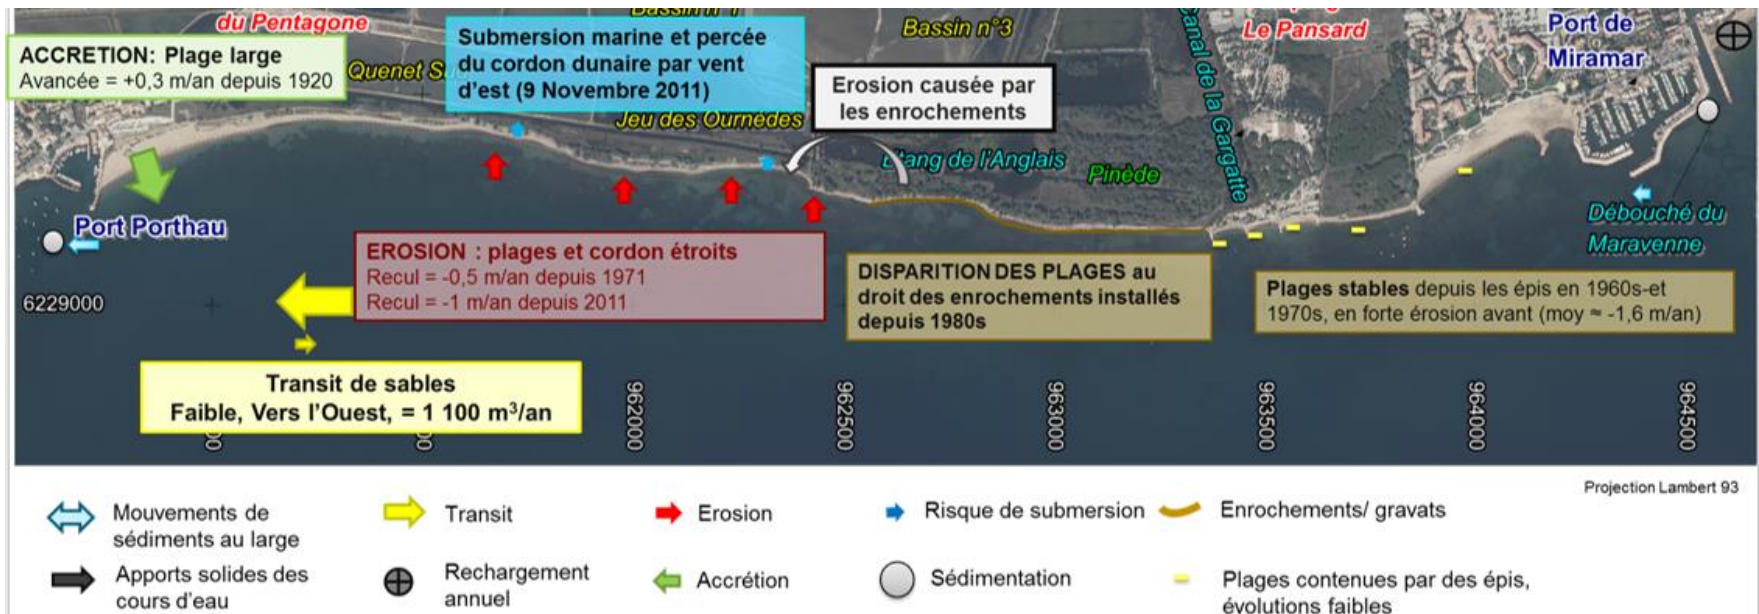 du Pentagone
Bassin n°1
Bassin n°3
Le Pansard
Port de
Miramar
ACCRETION: Plage large
Avancée = +0,3 m/an depuis 1920
Quenet
Submersion marine et percée
du cordon dunaire par vent
d'est (9 Novembre 2011)
Erosion causée par
les enrochements
Canal de la Gargatte
Jeu des Ournèdes
Etang de l'Anglais
Pinède
Port Porthau
Débouché du
Maravenne
EROSION : plages et cordon étroits
Recul = -0,5 m/an depuis 1971
Recul = -1 m/an depuis 2011
DISPARITION DES PLAGES au
droit des enrochements installés
depuis 1980s
Plages stables depuis les épis en 1960s-et
1970s, en forte érosion avant (moy ≈ -1,6 m/an)
6229000
Transit de sables
Faible, Vers l'Ouest, = 1 100 m³/an
962000
962500
963000
963500
964000
964500
Projection Lambert 93
Mouvements de
sédiments au large
Transit
Erosion
Risque de submersion
Enrochements/ gravats
Apports solides des
cours d'eau
Rechargement
annuel
Accrétion
Sédimentation
Plages contenues par des épis,
évolutions faibles